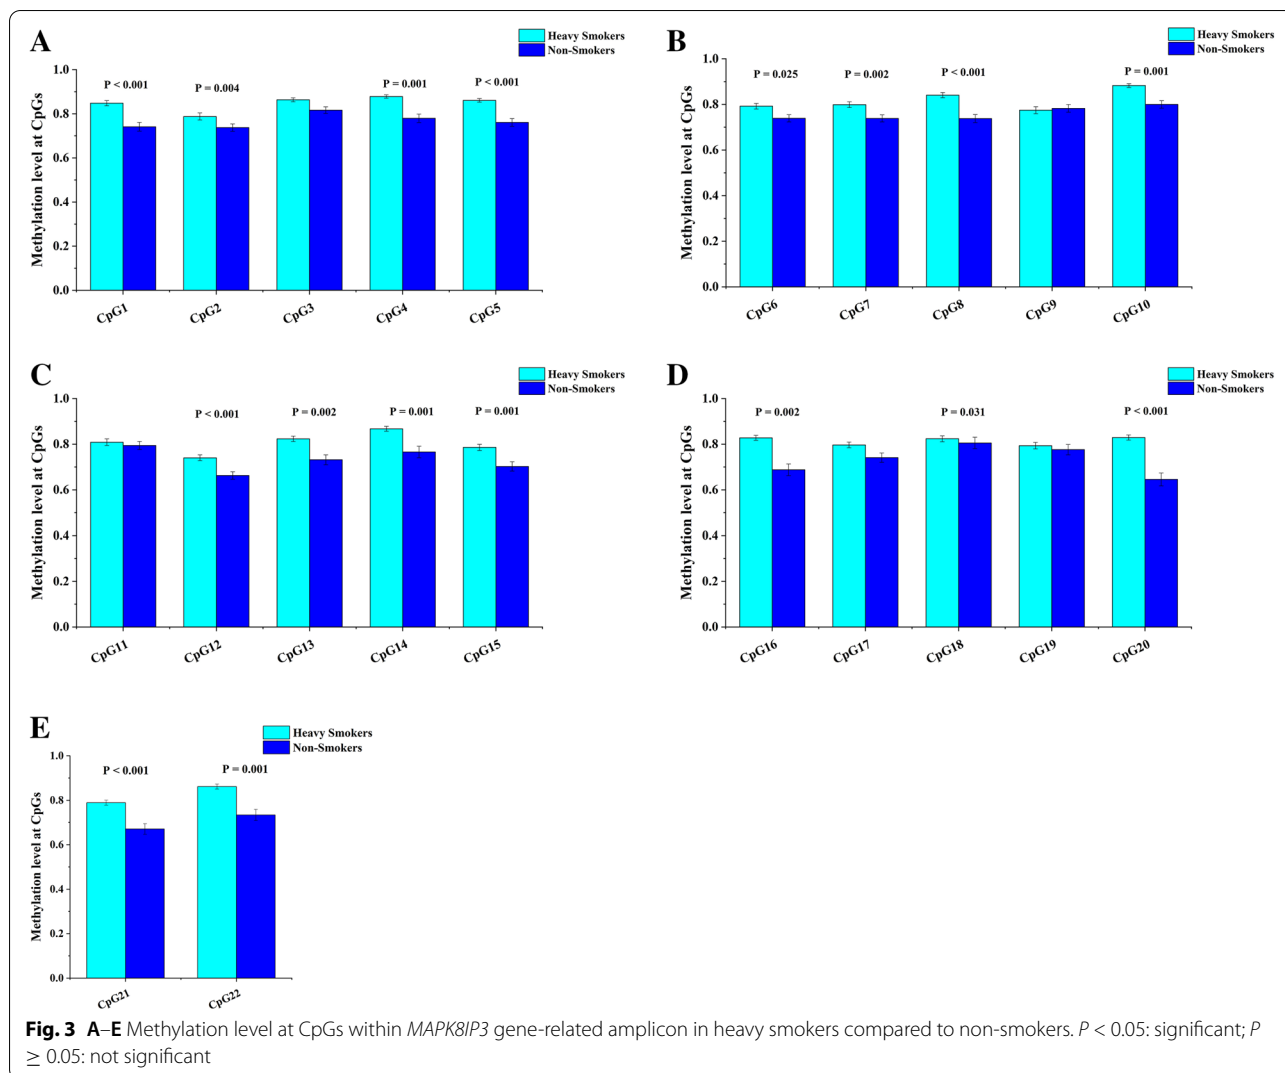 A
Heavy Smokers
Non-Smokers
P < 0.001
P = 0.004
P = 0.001
P < 0.001
Methylation level at CpGs
1.0
0.8
0.6
0.4
0.2
0.0
CpG1
CpG2
CpG3
CpG4
CpG5
B
Heavy Smokers
Non-Smokers
P = 0.025
P = 0.002
P < 0.001
P = 0.001
Methylation level at CpGs
1.0
0.8
0.6
0.4
0.2
0.0
CpG6
CpG7
CpG8
CpG9
CpG10
C
Heavy Smokers
Non-Smokers
P < 0.001
P = 0.002
P = 0.001
P = 0.001
Methylation level at CpGs
1.0
0.8
0.6
0.4
0.2
0.0
CpG11
CpG12
CpG13
CpG14
CpG15
D
Heavy Smokers
Non-Smokers
P = 0.002
P = 0.031
P < 0.001
Methylation level at CpGs
1.0
0.8
0.6
0.4
0.2
0.0
CpG16
CpG17
CpG18
CpG19
CpG20
E
Heavy Smokers
Non-Smokers
P < 0.001
P = 0.001
Methylation level at CpGs
1.0
0.8
0.6
0.4
0.2
0.0
CpG21
CpG22
Fig. 3 A–E Methylation level at CpGs within MAPK8IP3 gene-related amplicon in heavy smokers compared to non-smokers. P < 0.05: significant; P
≥ 0.05: not significant